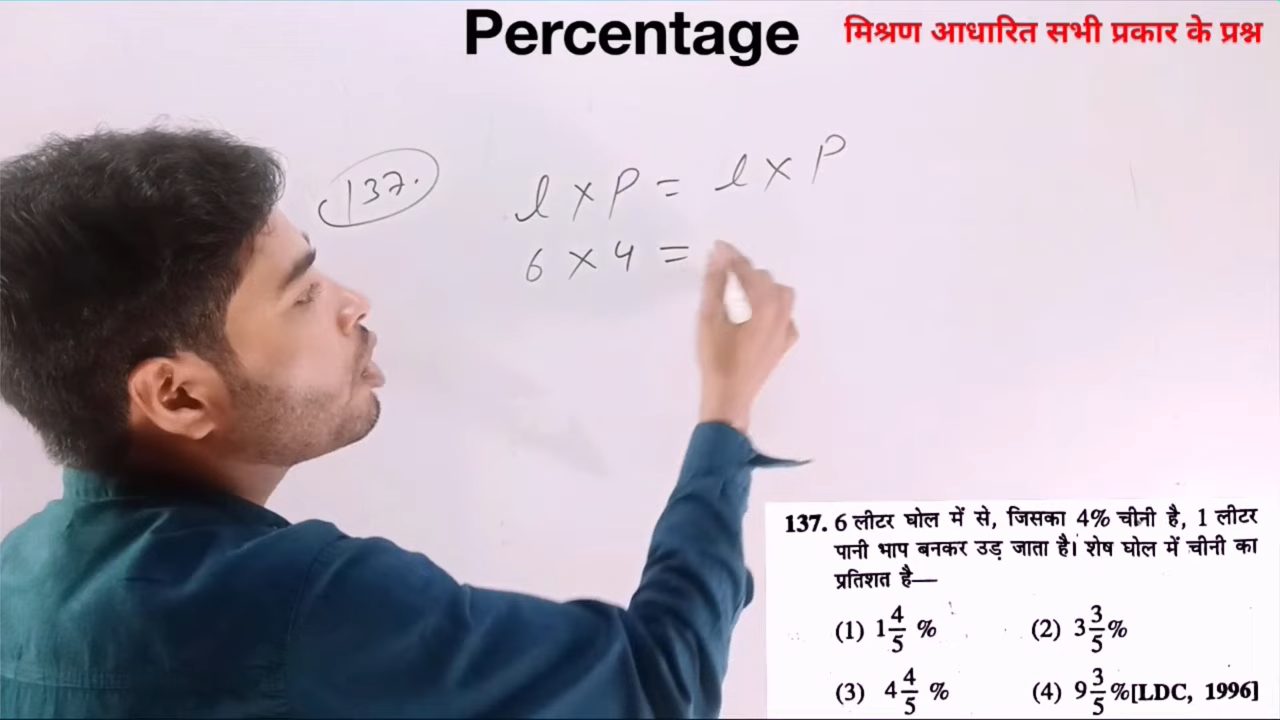 Percentage
मिश्रण आधारित सभी प्रकार के प्रश्न
137.
l × P = l × P
6 × 4 =
137. 6 लीटर घोल में से, जिसका 4% चीनी है, 1 लीटर
पानी भाप बनकर उड़ जाता है। शेष घोल में चीनी का
प्रतिशत है—
(1) 1 4/5 % (2) 3 3/5%
(3) 4 4/5 % (4) 9 3/5%[LDC, 1996]